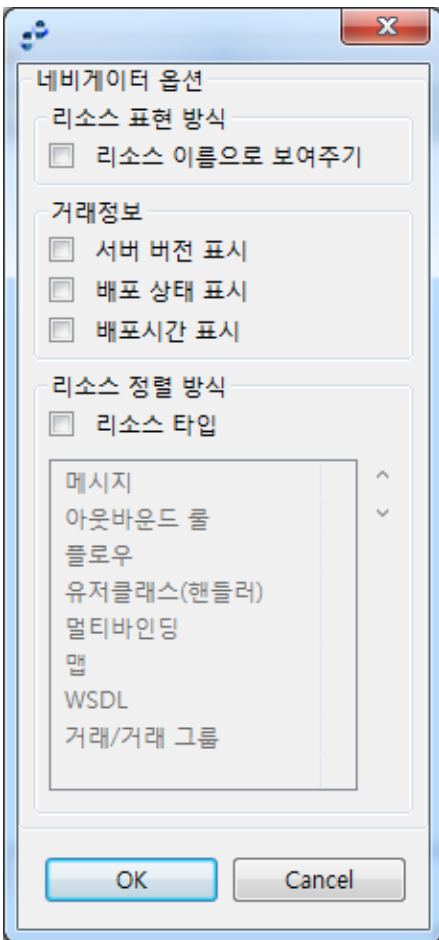 네비게이터 옵션
리소스 표현 방식
리소스 이름으로 보여주기
거래정보
서버 버전 표시
배포 상태 표시
배포시간 표시
리소스 정렬 방식
리소스 타입
메시지
아웃바운드 룰
플로우
유저클래스(핸들러)
멀티바인딩
맵
WSDL
거래/거래 그룹
OK
Cancel